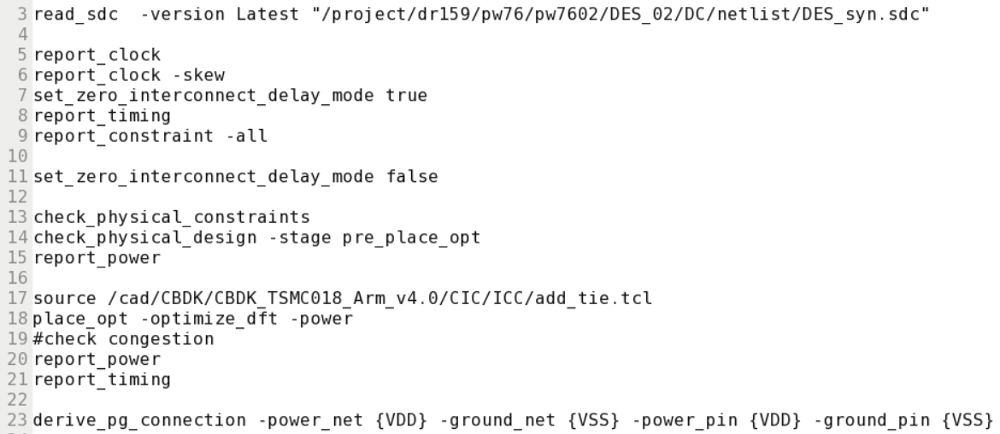 3 read_sdc  -version Latest "/project/dr159/pw76/pw7602/DES_02/DC/netlist/DES_syn.sdc"
4
5 report_clock
6 report_clock -skew
7 set_zero_interconnect_delay_mode true
8 report_timing
9 report_constraint -all
10
11 set_zero_interconnect_delay_mode false
12
13 check_physical_constraints
14 check_physical_design -stage pre_place_opt
15 report_power
16
17 source /cad/CBDK/CBDK_TSMC018_Arm_v4.0/CIC/ICC/add_tie.tcl
18 place_opt -optimize_dft -power
19 #check congestion
20 report_power
21 report_timing
22
23 derive_pg_connection -power_net {VDD} -ground_net {VSS} -power_pin {VDD} -ground_pin {VSS}